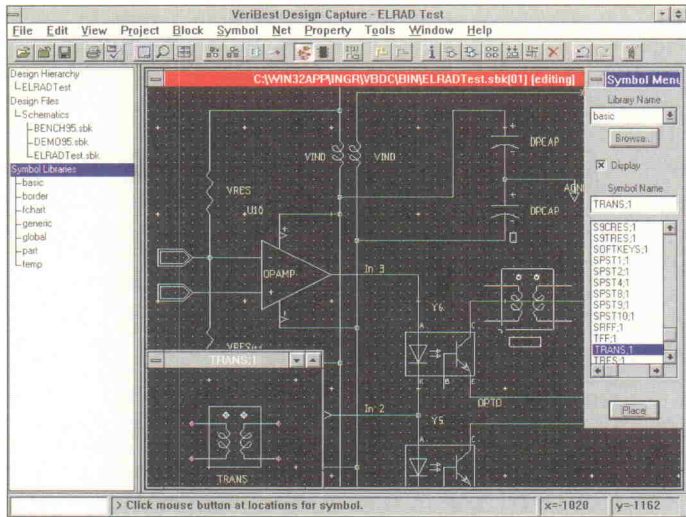 VeriBest Design Capture - ELRAD Test
File Edit View Project Block Symbol Net Property Tools Window Help
Design Hierarchy
ELRADTest
Design Files
Schematics
BENCH95.sbk
DEMO95.sbk
ELRADTest.sbk
Symbol Libraries
basic
border
fchart
generic
global
part
temp
C:\WIN32APP\INGR\VBDC\BIN\ELRADTest.sbk(01) [editing]
VIND VIND
DPCAP
VRES
AGND
U10
DPCAP
OPAMP
In 3
Y6
A C
K B E
OPTO
In 2
Y5
A C
TRANS;1
TRANS
Symbol Menu
Library Name
basic
Browse..
Display
Symbol Name
TRANS;1
S9CRES;1
S9TRES;1
SOFTKEYS;1
SPST1;1
SPST2;1
SPST4;1
SPST8;1
SPST9;1
SPST10;1
SRFF;1
TFF;1
TRANS;1
TRES;1
Place
> Click mouse button at locations for symbol.
x=-1020
y=-1162